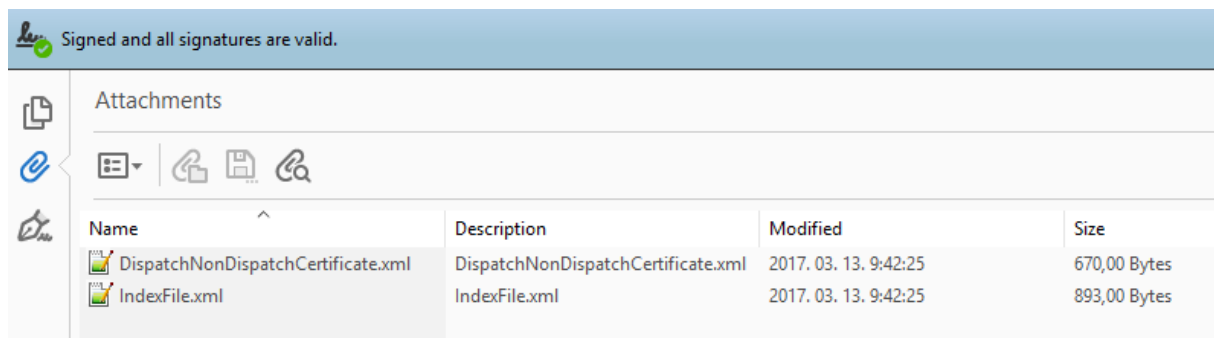 Signed and all signatures are valid.
Attachments
Name Description Modified Size
DispatchNonDispatchCertificate.xml DispatchNonDispatchCertificate.xml 2017. 03. 13. 9:42:25 670,00 Bytes
IndexFile.xml IndexFile.xml 2017. 03. 13. 9:42:25 893,00 Bytes